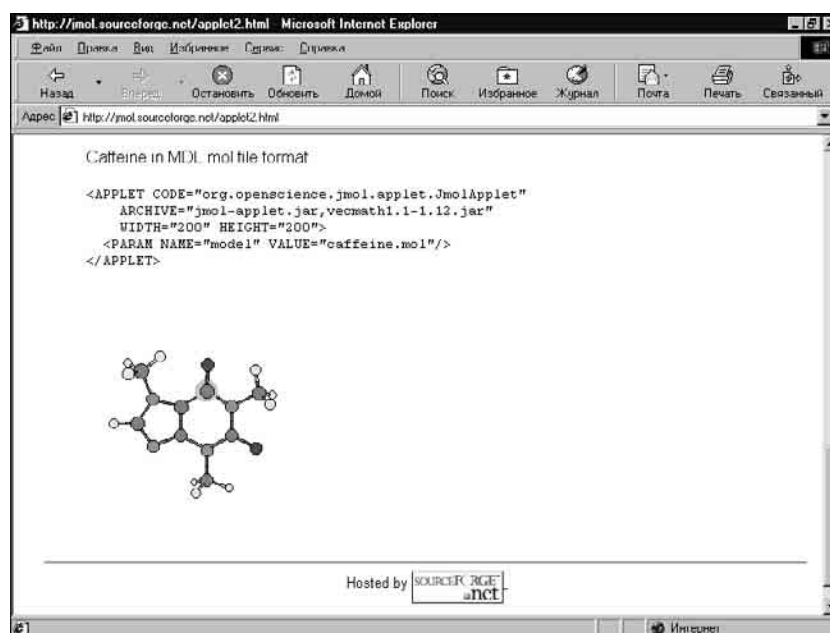 http://jmol.sourceforge.net/applet2.html - Microsoft Internet Explorer
Файл Правка Вид Избранное Сервис Справка
Назад Вперед Остановить Обновить Домой Поиск Избранное Журнал Почта Печать Связанный
Адрес http://jmol.sourceforge.net/applet2.html
Caffeine in MDL mol file format
<APPLET CODE="org.openscience.jmol.applet.JmolApplet"
ARCHIVE="jmol-applet.jar,vecmath1.1-1.12.jar"
WIDTH="200" HEIGHT="200">
<PARAM NAME="model" VALUE="caffeine.mol"/>
</APPLET>
Hosted by SOURCEFORGE .net
Интернет